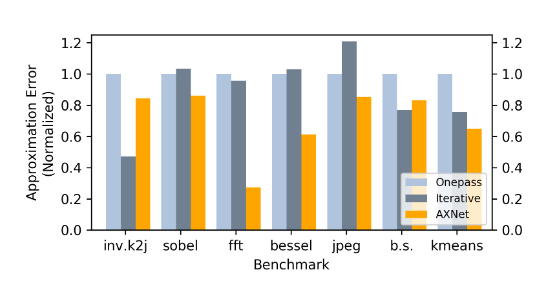 1.2 1.2
1.0 1.0
0.8 0.8
0.6 0.6
0.4 0.4
0.2 0.2
0.0 0.0
Approximation Error
(Normalized)
Onepass
Iterative
AXNet
inv.k2j sobel fft bessel jpeg b.s. kmeans
Benchmark